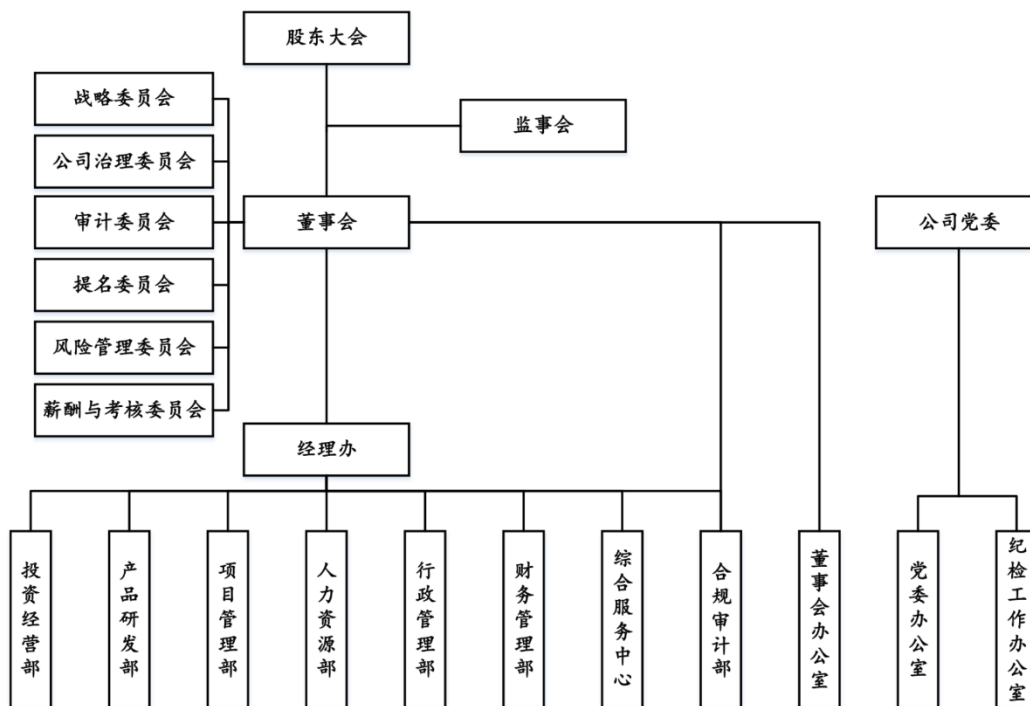 股东大会
战略委员会
监事会
公司治理委员会
审计委员会
董事会
公司党委
提名委员会
风险管理委员会
薪酬与考核委员会
经理办
投资经营部
产品研发部
项目管理部
人力资源部
行政管理部
财务管理部
综合服务中心
合规审计部
董事会办公室
党委办公室
纪检工作办公室